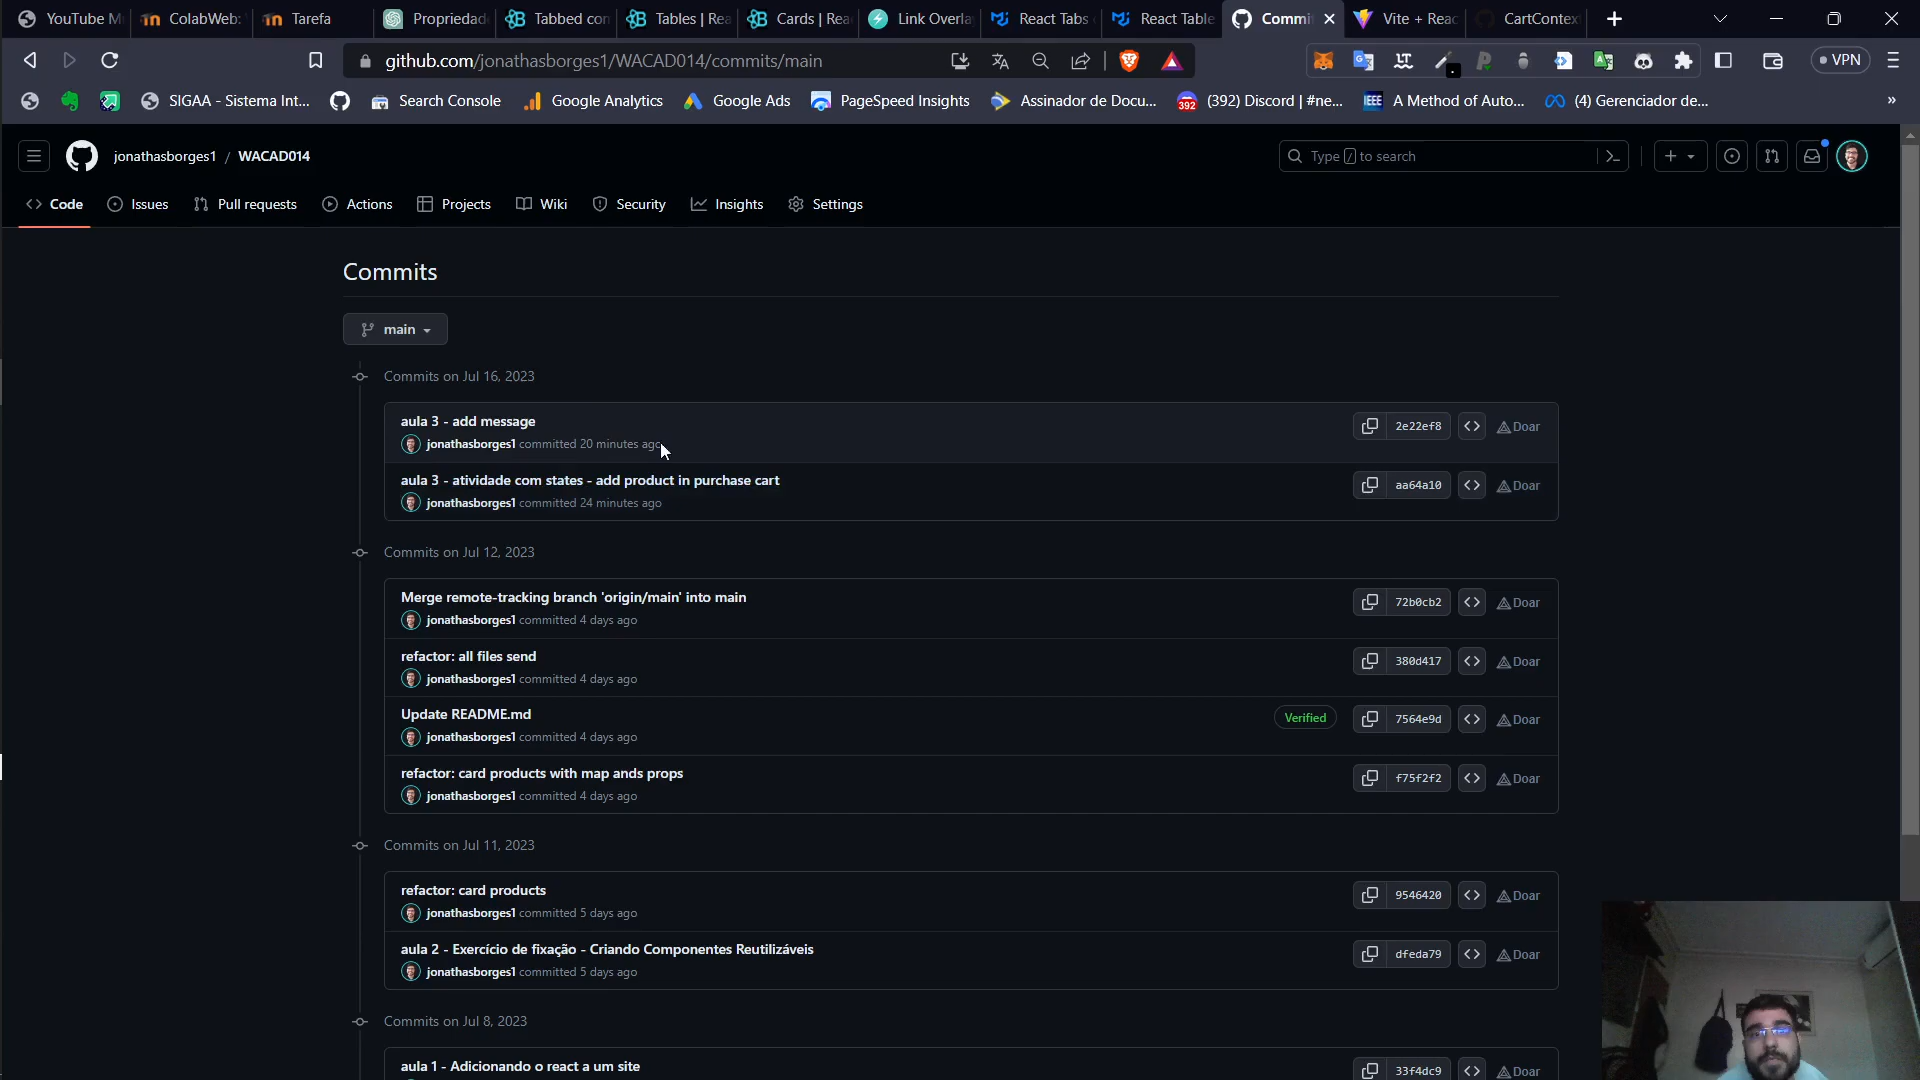 YouTube M
ColabWeb:
Tarefa
Propriedad
Tabbed con
Tables | Rea
Cards | Rea
Link Overla
React Tabs
React Table
Commi
Vite + Reac
CartContex
github.com/jonathasborges1/WACAD014/commits/main
VPN
SIGAA - Sistema Int...
Search Console
Google Analytics
Google Ads
PageSpeed Insights
Assinador de Docu...
392
(392) Discord | #ne...
IEEE
A Method of Auto...
(4) Gerenciador de...
»
jonathasborges1 / WACAD014
Type / to search
Code
Issues
Pull requests
Actions
Projects
Wiki
Security
Insights
Settings
Commits
main
Commits on Jul 16, 2023
aula 3 - add message
2e22ef8
Doar
jonathasborges1 committed 20 minutes ago
aula 3 - atividade com states - add product in purchase cart
aa64a10
Doar
jonathasborges1 committed 24 minutes ago
Commits on Jul 12, 2023
Merge remote-tracking branch 'origin/main' into main
72b0cb2
Doar
jonathasborges1 committed 4 days ago
refactor: all files send
380d417
Doar
jonathasborges1 committed 4 days ago
Update README.md
Verified
7564e9d
Doar
jonathasborges1 committed 4 days ago
refactor: card products with map ands props
f75f2f2
Doar
jonathasborges1 committed 4 days ago
Commits on Jul 11, 2023
refactor: card products
9546420
Doar
jonathasborges1 committed 5 days ago
aula 2 - Exercício de fixação - Criando Componentes Reutilizáveis
dfeda79
Doar
jonathasborges1 committed 5 days ago
Commits on Jul 8, 2023
aula 1 - Adicionando o react a um site
33f4dc9
Doar